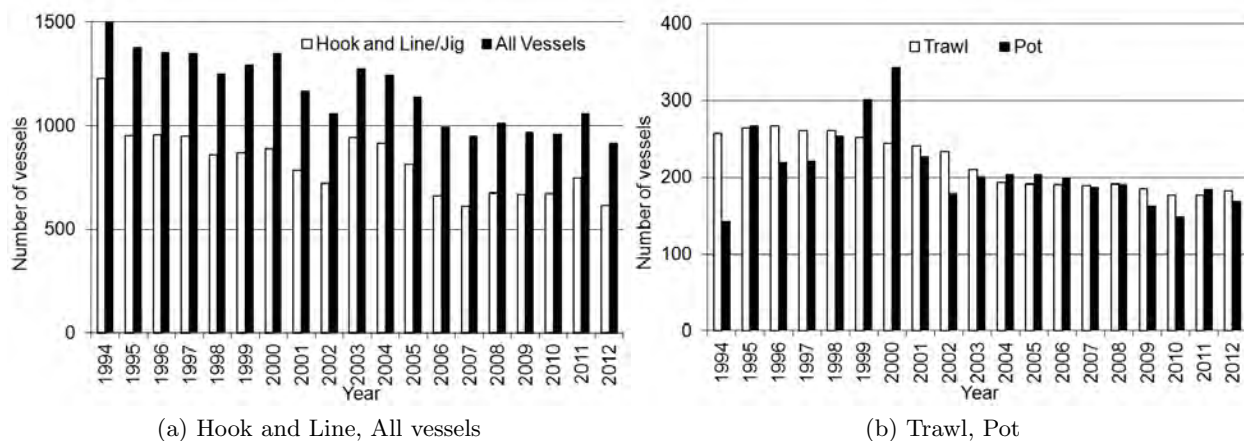 1500
1000
500
0
Number of vessels
Hook and Line/Jig All Vessels
1994 1995 1996 1997 1998 1999 2000 2001 2002 2003 2004 2005 2006 2007 2008 2009 2010 2011 2012
Year
(a) Hook and Line, All vessels
400
300
200
100
0
Number of vessels
Trawl Pot
1994 1995 1996 1997 1998 1999 2000 2001 2002 2003 2004 2005 2006 2007 2008 2009 2010 2011 2012
Year
(b) Trawl, Pot